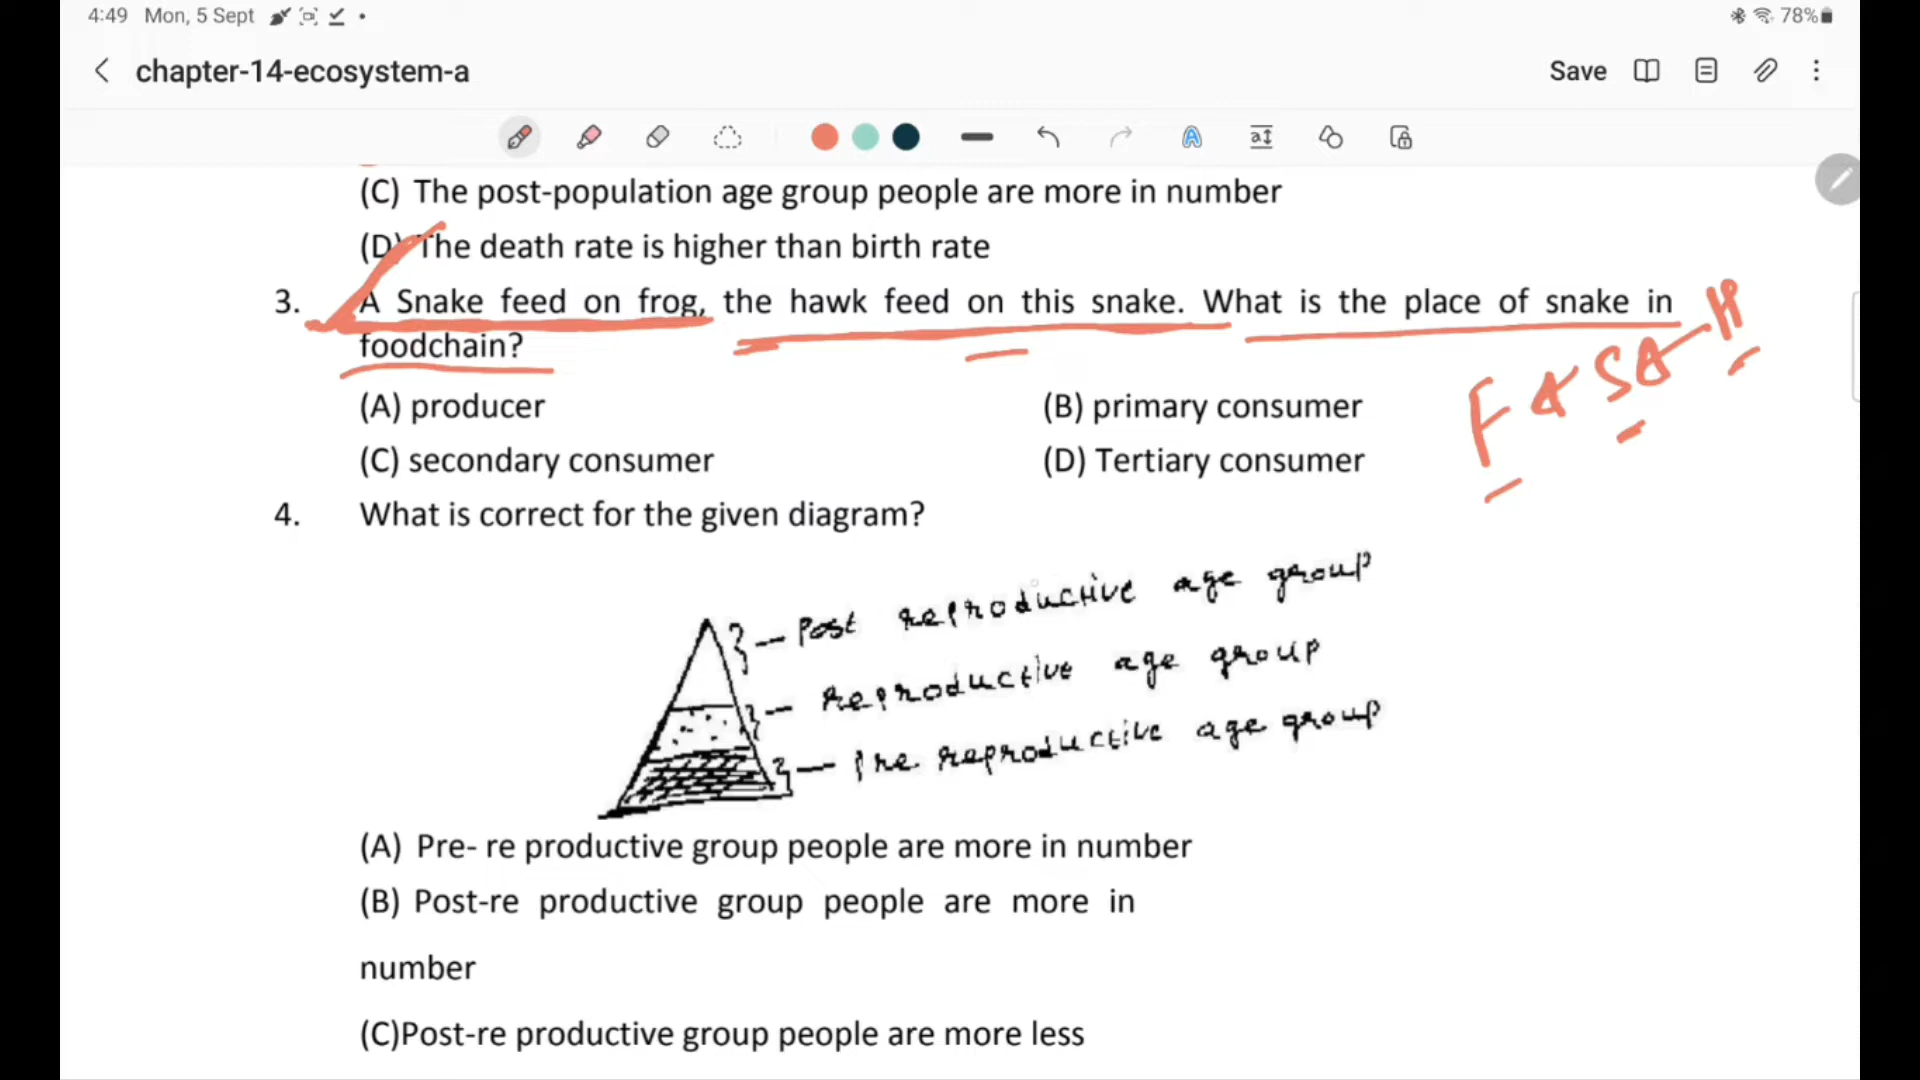 4:49 Mon, 5 Sept
78%
chapter-14-ecosystem-a
Save
(C) The post-population age group people are more in number
(D) The death rate is higher than birth rate
3. A Snake feed on frog, the hawk feed on this snake. What is the place of snake in
foodchain?
(A) producer (B) primary consumer
(C) secondary consumer (D) Tertiary consumer
4. What is correct for the given diagram?
Post reproductive age group
reproductive age group
Pre reproductive age group
(A) Pre- re productive group people are more in number
(B) Post-re productive group people are more in
number
(C)Post-re productive group people are more less